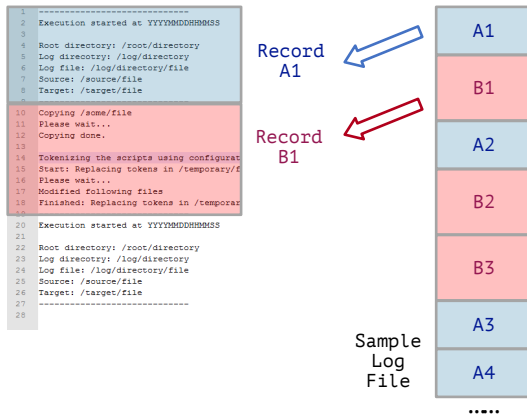 1 -----------------------------
2 Execution started at YYYYMMDDHHMMSS
3
4 Root directory: /root/directory
5 Log direcotry: /log/directory
6 Log file: /log/directory/file
7 Source: /source/file
8 Target: /target/file
9 -----------------------------
10 Copying /some/file
11 Please wait...
12 Copying done.
13
14 Tokenizing the scripts using configurat
15 Start: Replacing tokens in /temporary/f
16 Please wait...
17 Modified following files
18 Finished: Replacing tokens in /temporar
19 -----------------------------
20 Execution started at YYYYMMDDHHMMSS
21
22 Root directory: /root/directory
23 Log direcotry: /log/directory
24 Log file: /log/directory/file
25 Source: /source/file
26 Target: /target/file
27 -----------------------------
28
Record
A1
Record
B1
A1
B1
A2
B2
B3
A3
A4
......
Sample
Log
File